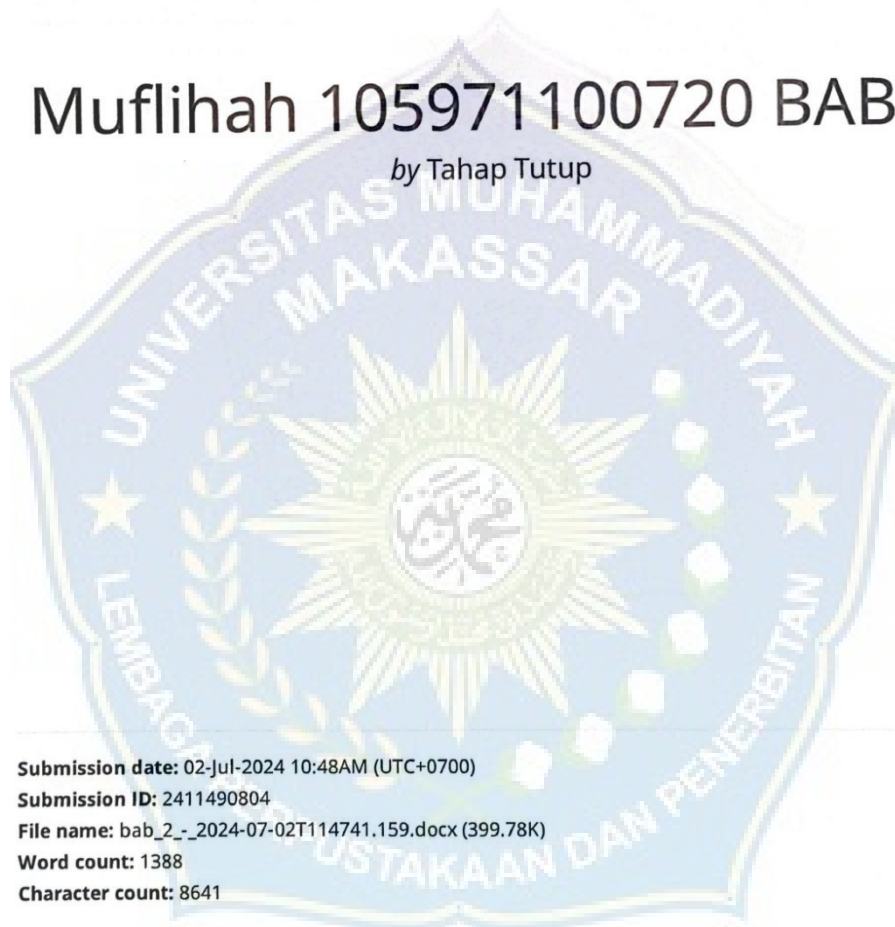 Muflihah 105971100720 BAB
by Tahap Tutup
UNIVERSITAS MUHAMMADIYAH
MAKASSAR
محمد
LEMBAGA PERPUSTAKAAN DAN PENERBITAN
Submission date: 02-Jul-2024 10:48AM (UTC+0700)
Submission ID: 2411490804
File name: bab_2_-_2024-07-02T114741.159.docx (399.78K)
Word count: 1388
Character count: 8641